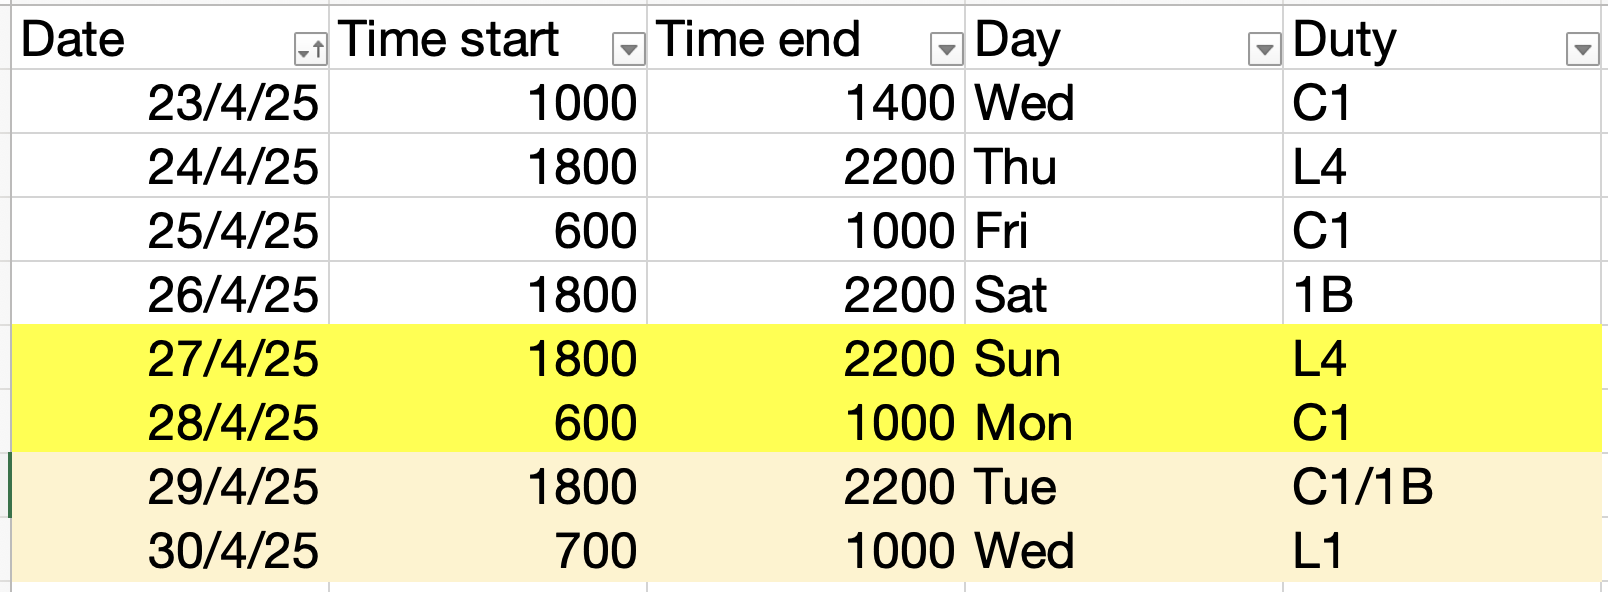 Date Time start Time end Day Duty
23/4/25 1000 1400 Wed C1
24/4/25 1800 2200 Thu L4
25/4/25 600 1000 Fri C1
26/4/25 1800 2200 Sat 1B
27/4/25 1800 2200 Sun L4
28/4/25 600 1000 Mon C1
29/4/25 1800 2200 Tue C1/1B
30/4/25 700 1000 Wed L1